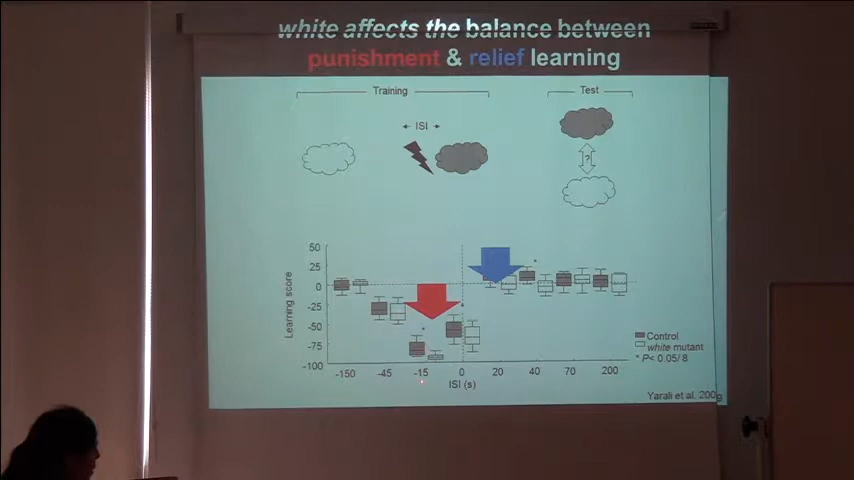 white affects the balance between
punishment & relief learning
Training
Test
ISI
?
50
25
0
-25
-50
-75
-100
Learning score
-150 -45 -15 0 20 40 70 200
ISI (s)
Control
white mutant
* P< 0.05/ 8
Yarali et al. 2009